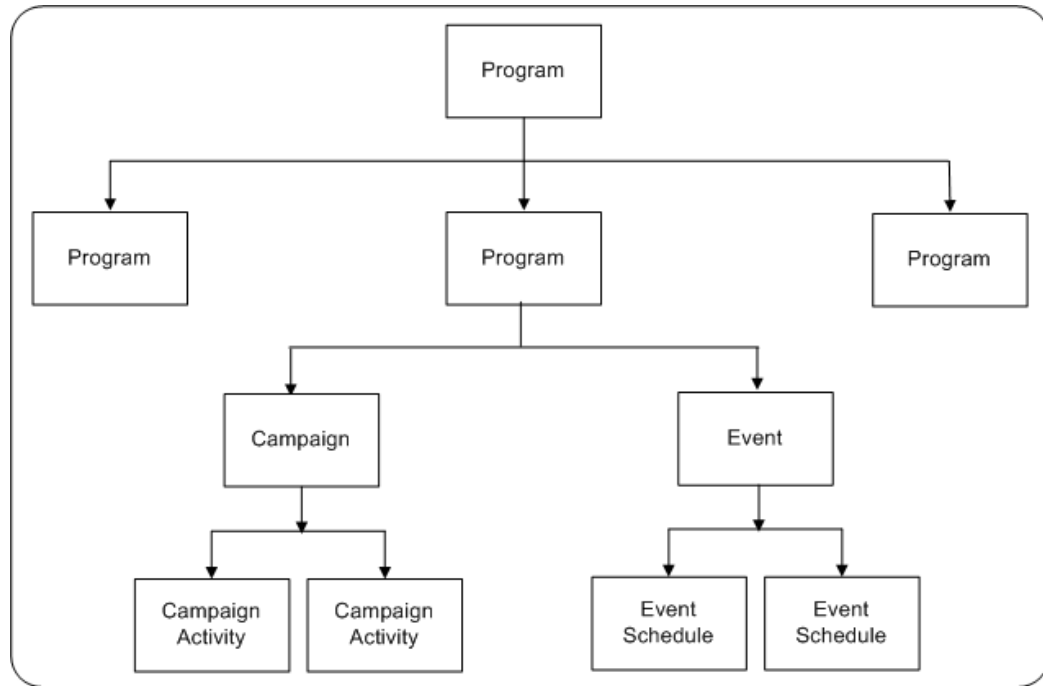 Program
Program
Program
Program
Campaign
Event
Campaign
Activity
Campaign
Activity
Event
Schedule
Event
Schedule